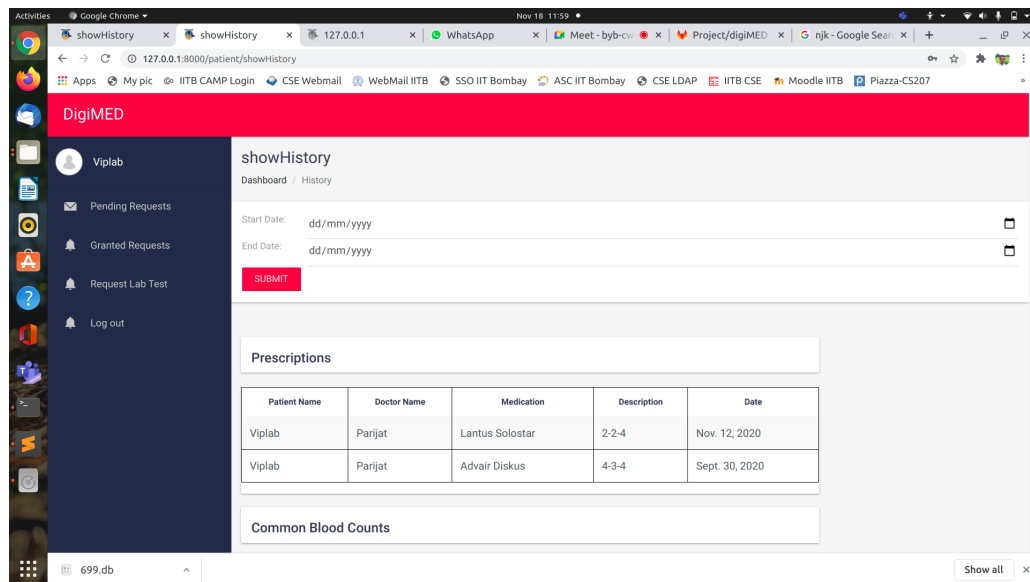 Activities Google Chrome Nov 18 11:59
showHistory showHistory 127.0.0.1 WhatsApp Meet - byb-cw Project/digiMED njk - Google Sear
127.0.0.1:8000/patient/showHistory
Apps My pic IITB CAMP Login CSE Webmail WebMail IITB SSO IIT Bombay ASC IIT Bombay CSE LDAP IITB CSE Moodle IITB Piazza-CS207
DigiMED
Viplab
Pending Requests
Granted Requests
Request Lab Test
Log out
showHistory
Dashboard / History
Start Date: dd/mm/yyyy
End Date: dd/mm/yyyy
SUBMIT
Prescriptions
Patient Name Doctor Name Medication Description Date
Viplab Parijat Lantus Solostar 2-2-4 Nov. 12, 2020
Viplab Parijat Advair Diskus 4-3-4 Sept. 30, 2020
Common Blood Counts
699.db Show all